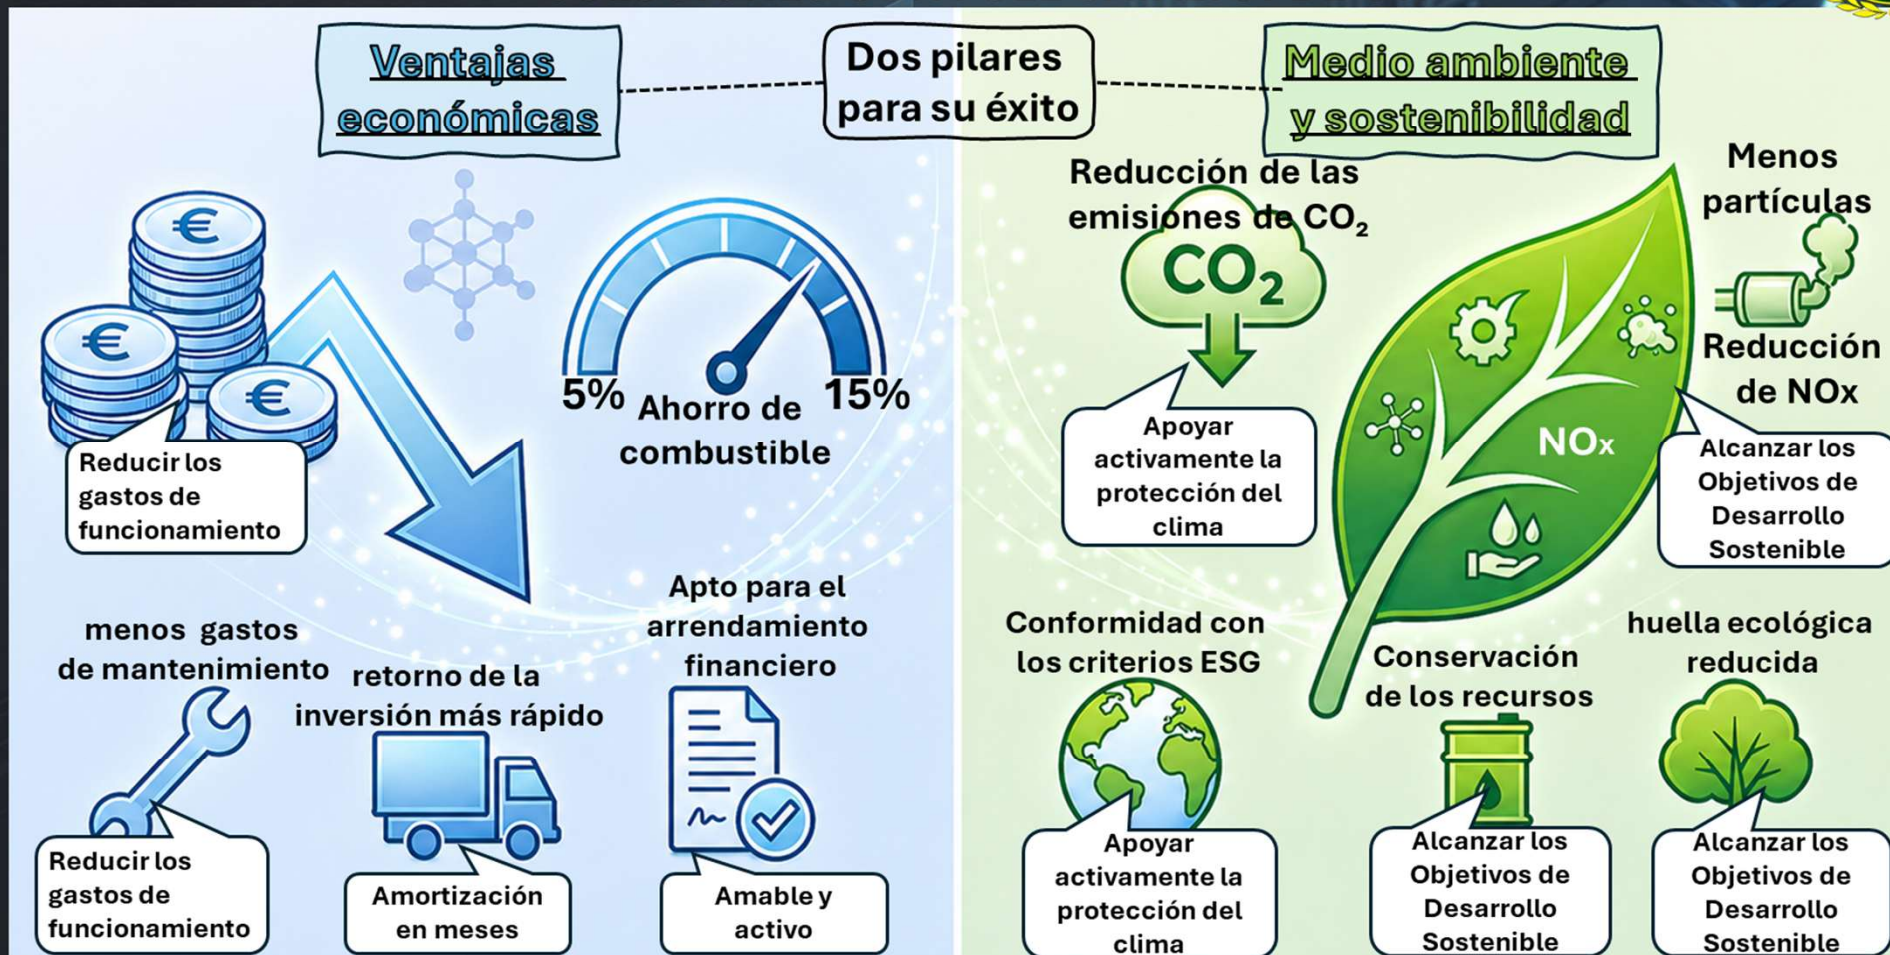 Ventajas
económicas
Dos pilares
para su éxito
Medio ambiente
y sostenibilidad
€
€
€
Reducir los
gastos de
funcionamiento
5%
15%
Ahorro de
combustible
menos gastos
de mantenimiento
Reducir los
gastos de
funcionamiento
retorno de la
inversión más rápido
Amortización
en meses
Apto para el
arrendamiento
financiero
Amable y
activo
Reducción de las
emisiones de CO₂
CO₂
Apoyar
activamente la
protección del
clima
Menos
partículas
Reducción
de NOx
NOx
Alcanzar los
Objetivos de
Desarrollo
Sostenible
Conformidad con
los criterios ESG
Apoyar
activamente la
protección del
clima
Conservación
de los recursos
Alcanzar los
Objetivos de
Desarrollo
Sostenible
huella ecológica
reducida
Alcanzar los
Objetivos de
Desarrollo
Sostenible